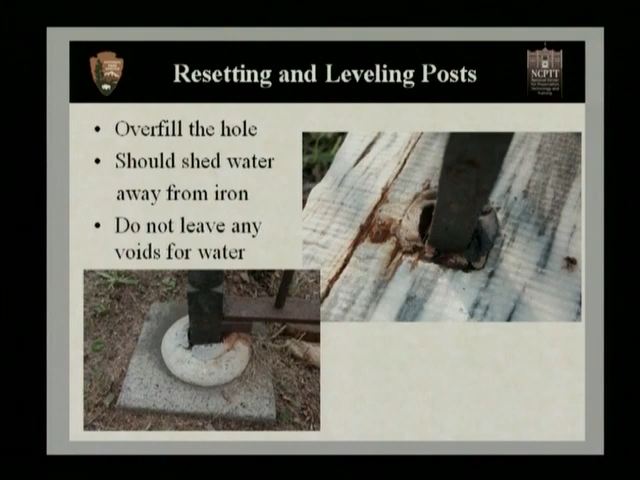 Resetting and Leveling Posts
NCPTT
• Overfill the hole
• Should shed water
away from iron
• Do not leave any
voids for water